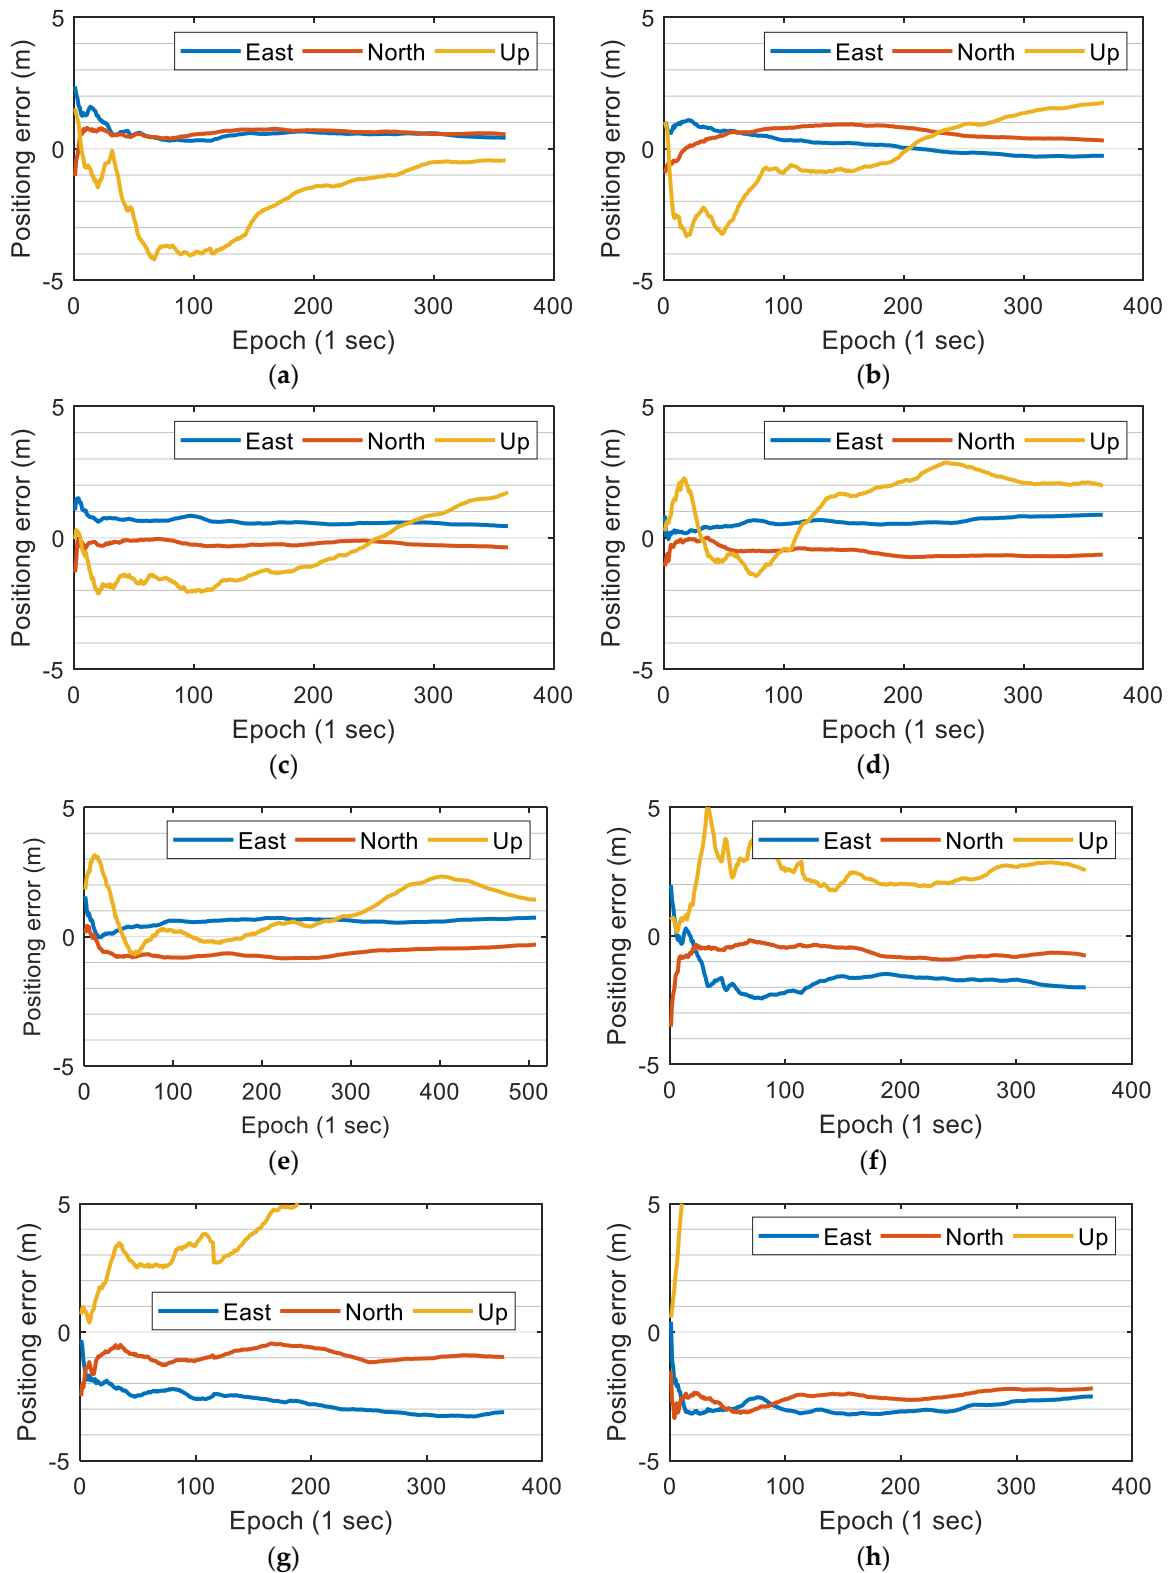 5
0
-5
Positiong error (m)
East North Up
0 100 200 300 400
Epoch (1 sec)
(a)
5
0
-5
Positiong error (m)
East North Up
0 100 200 300 400
Epoch (1 sec)
(b)
5
0
-5
Positiong error (m)
East North Up
0 100 200 300 400
Epoch (1 sec)
(c)
5
0
-5
Positiong error (m)
East North Up
0 100 200 300 400
Epoch (1 sec)
(d)
5
0
-5
Positiong error (m)
East North Up
0 100 200 300 400 500
Epoch (1 sec)
(e)
5
0
-5
Positiong error (m)
East North Up
0 100 200 300 400
Epoch (1 sec)
(f)
5
0
-5
Positiong error (m)
East North Up
0 100 200 300 400
Epoch (1 sec)
(g)
5
0
-5
Positiong error (m)
East North Up
0 100 200 300 400
Epoch (1 sec)
(h)